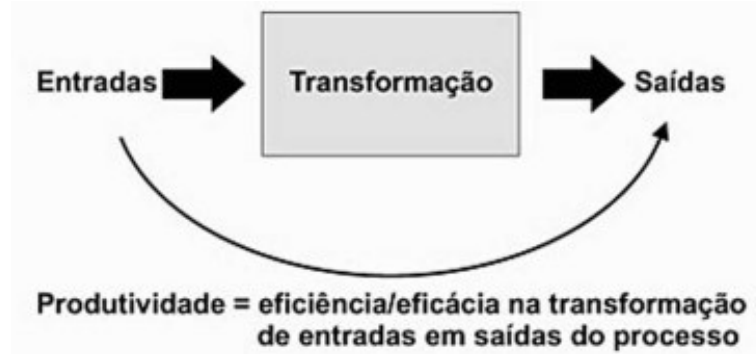 Entradas
Transformação
Saídas
Produtividade = eficiência/eficácia na transformação
de entradas em saídas do processo